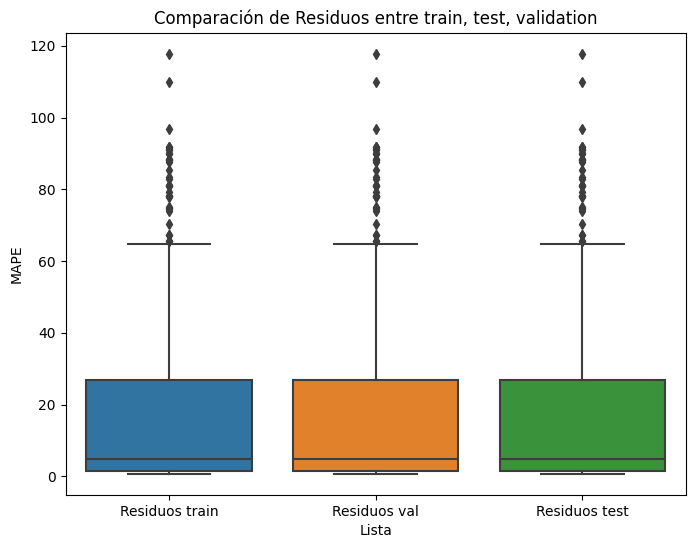 Comparación de Residuos entre train, test, validation
120
100
80
60
40
20
0
MAPE
Residuos train
Residuos val
Residuos test
Lista